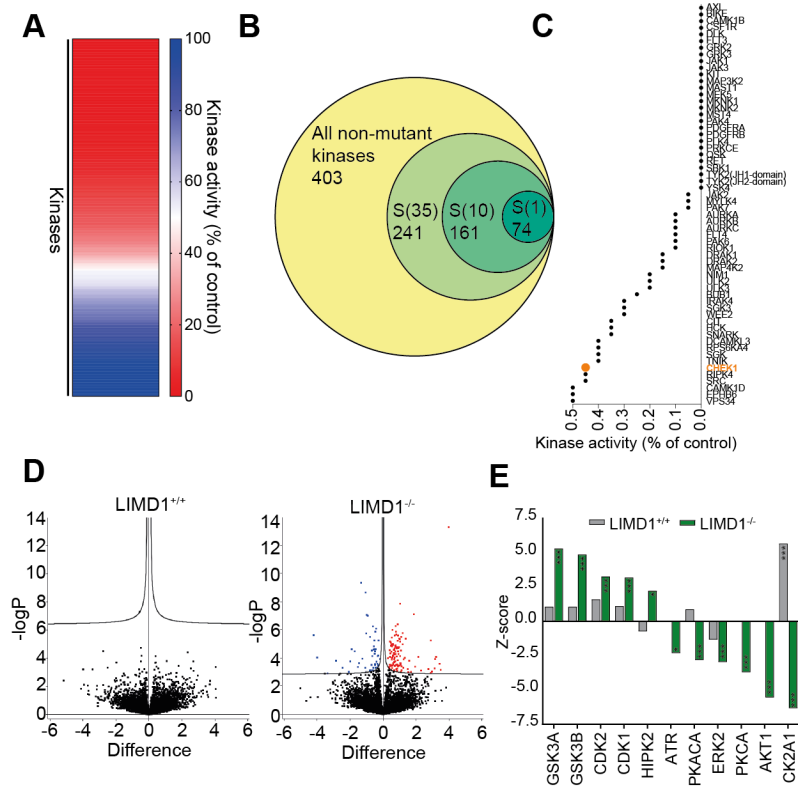 A
Kinases
100
80
60
40
20
0
Kinase activity (% of control)
B
All non-mutant
kinases
403
S(35)
241
S(10)
161
S(1)
74
C
AXL
BIKE
CAMK1B
CSF1R
DLK
FLT3
GRK2
GRK3
JAK1
JAK3
KIT
MAP3K2
MAST1
MEK5
MKNK1
MKNK2
MST4
PAK4
PDGFRA
PDGFRB
PLK4
PRKCE
QSK
RET
SBK1
TYK2(JH1-domain)
TYK2(JH2-domain)
YSK4
JAK2
MYLK4
PAK7
AURKA
AURKB
AURKC
FLT4
PAK6
RIOK1
DRAK1
DRAK2
MAP4K2
NIM1
ULK2
ULK3
BUB1
IRAK4
SGK3
WEE2
CIT
HCK
SNARK
DCAMKL3
RPS6KA4
SGK
TNIK
CHEK1
RIPK4
SRC
CAMK1D
EPHB6
VPS34
0.5 0.4 0.3 0.2 0.1 0.0
Kinase activity (% of control)
D
LIMD1+/+
14
12
10
8
6
4
2
0
-logP
-6 -4 -2 0 2 4 6
Difference
LIMD1-/-
14
12
10
8
6
4
2
0
-logP
-6 -4 -2 0 2 4 6
Difference
E
LIMD1+/+ LIMD1-/-
7.5
5.0
2.5
0.0
-2.5
-5.0
-7.5
Z-score
***
***
***
***
*
*
***
***
***
***
***
***
GSK3A
GSK3B
CDK2
CDK1
HIPK2
ATR
PKACA
ERK2
PKCA
AKT1
CK2A1